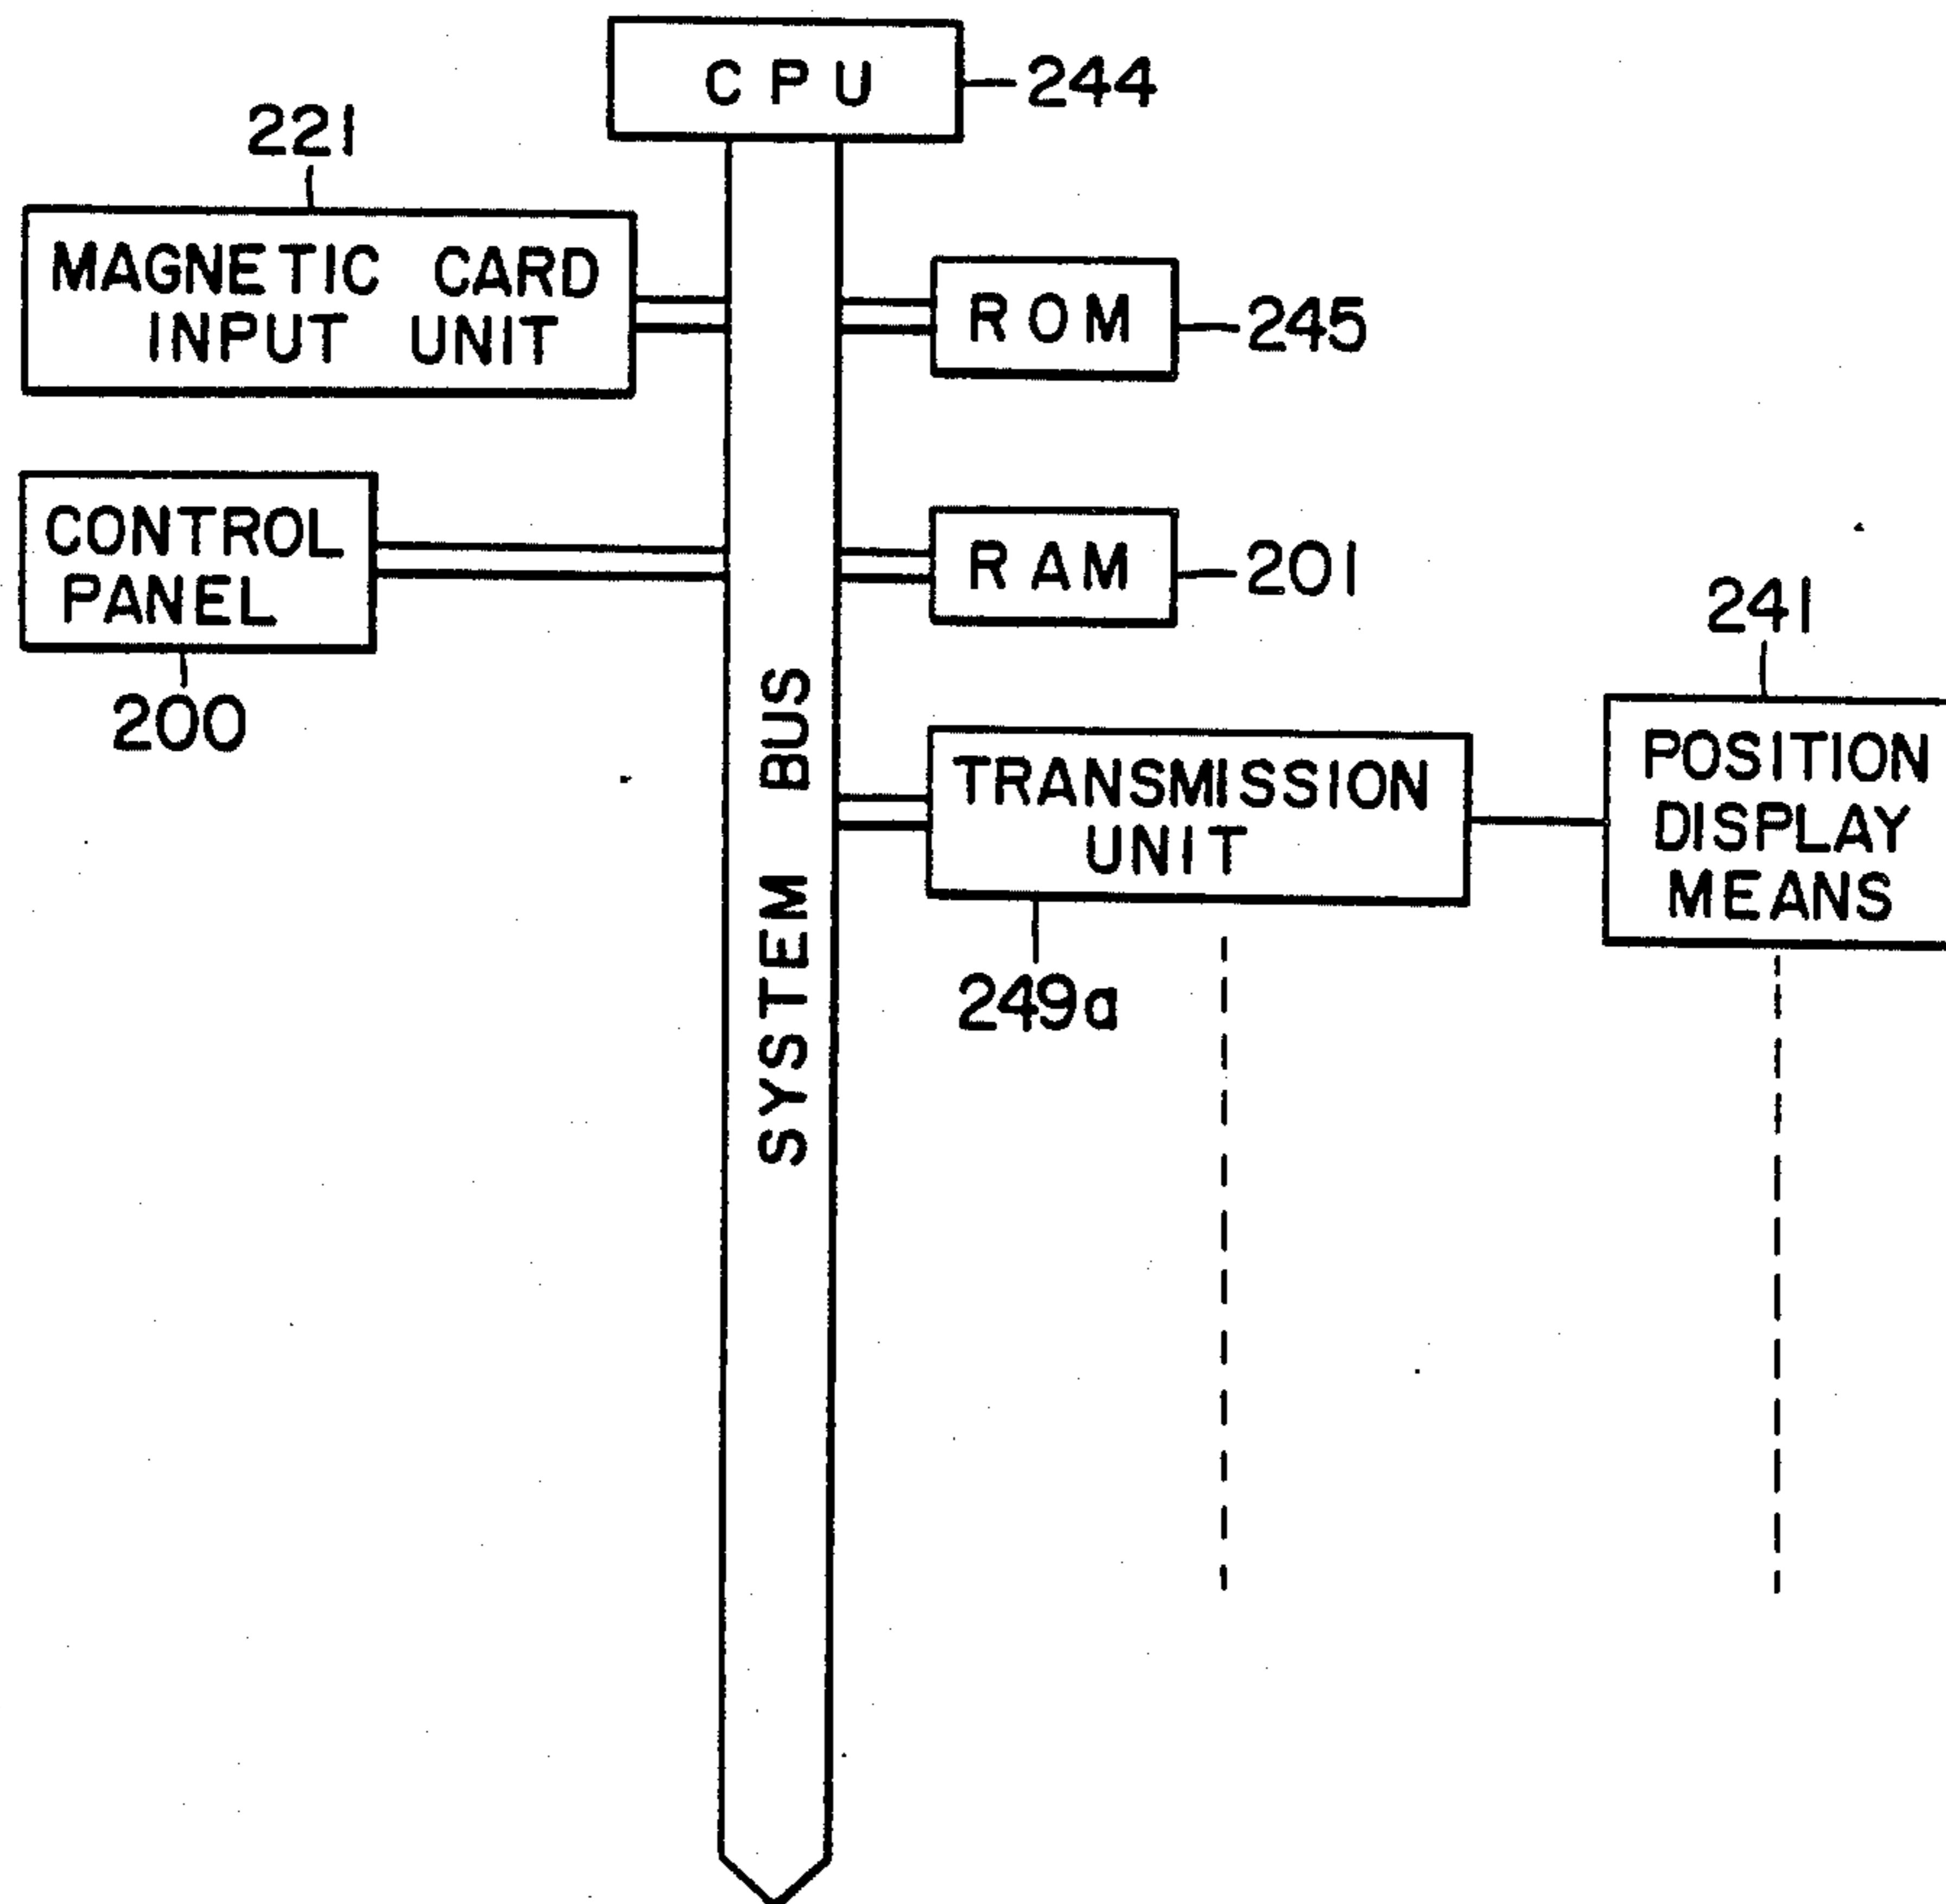 CPU
244
221
MAGNETIC CARD
INPUT UNIT
ROM
245
CONTROL
PANEL
200
RAM
201
SYSTEM BUS
TRANSMISSION
UNIT
249a
241
POSITION
DISPLAY
MEANS